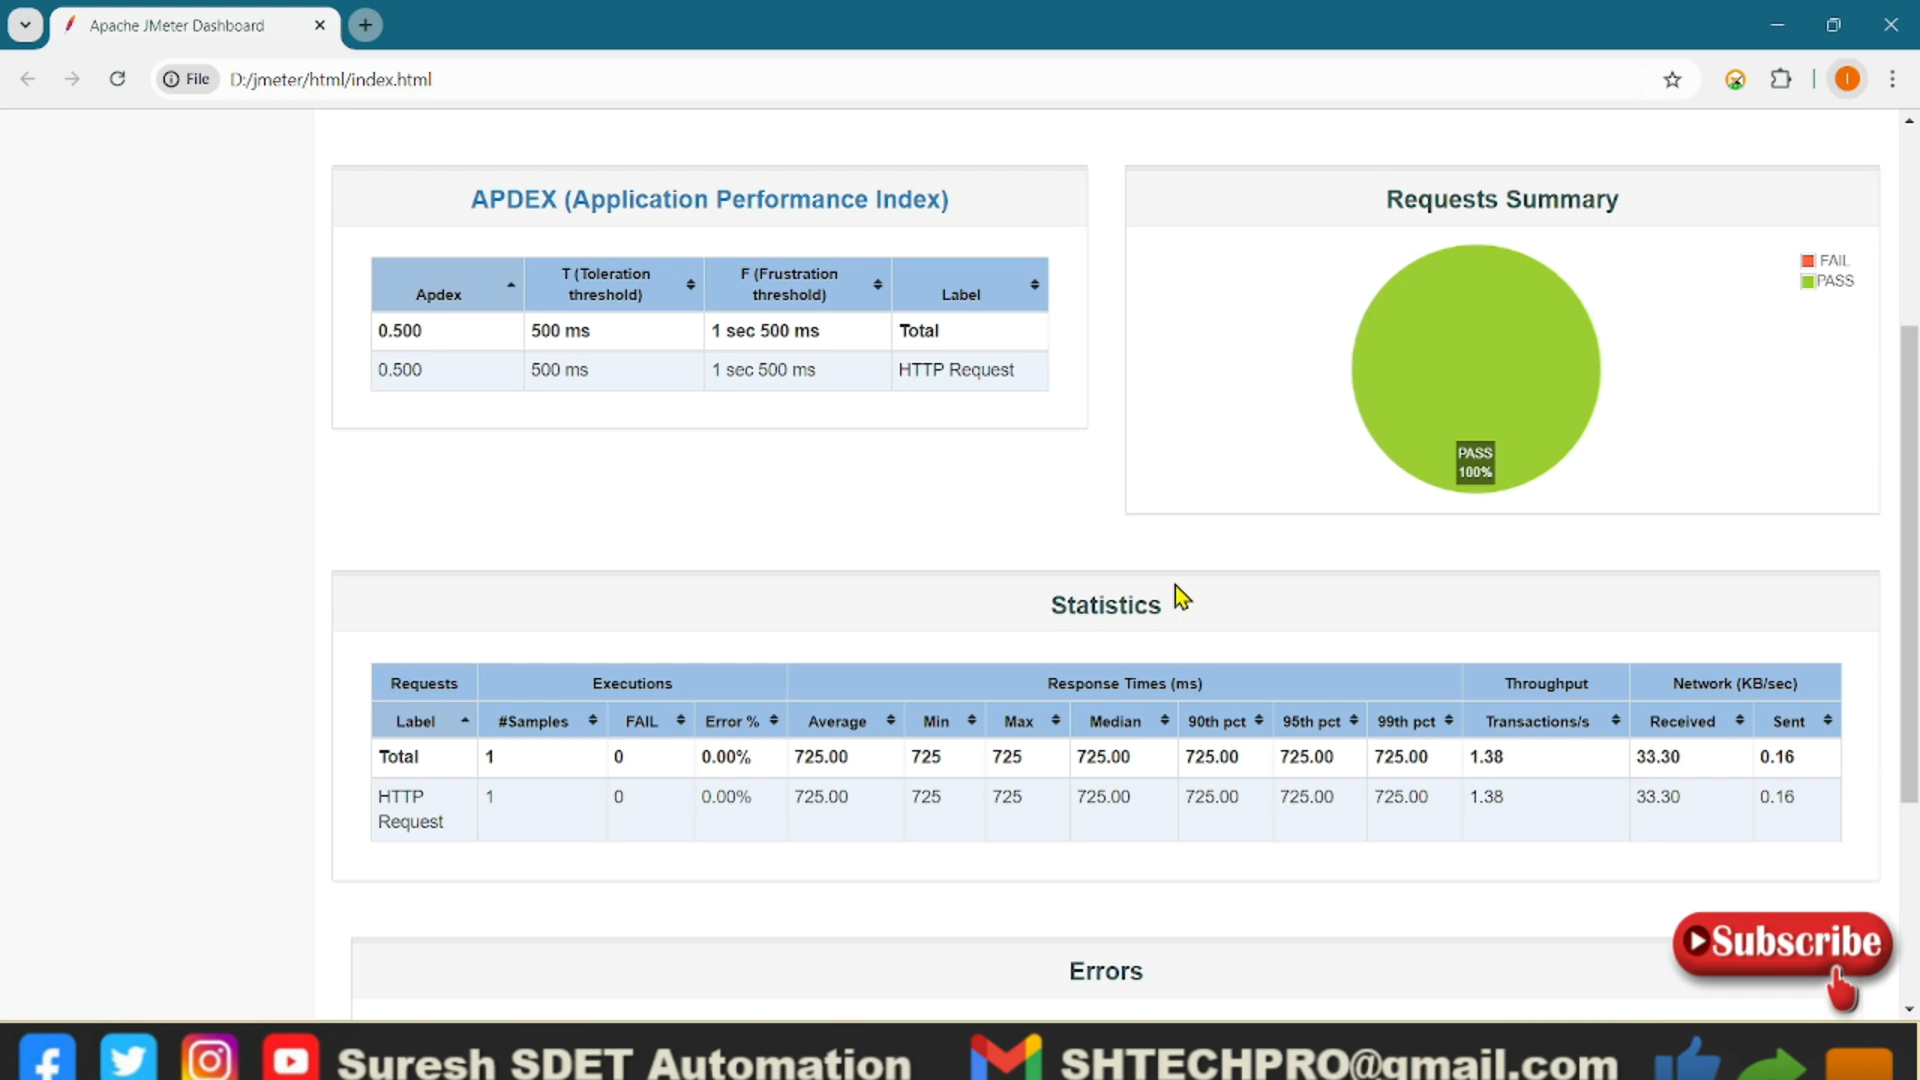 Apache JMeter Dashboard
File
D:/jmeter/html/index.html
I
APDEX (Application Performance Index)
Apdex
T (Toleration
threshold)
F (Frustration
threshold)
Label
0.500 500 ms 1 sec 500 ms Total
0.500 500 ms 1 sec 500 ms HTTP Request
Requests Summary
FAIL
PASS
PASS
100%
Statistics
Requests Executions Response Times (ms) Throughput Network (KB/sec)
Label #Samples FAIL Error % Average Min Max Median 90th pct 95th pct 99th pct Transactions/s Received Sent
Total 1 0 0.00% 725.00 725 725 725.00 725.00 725.00 725.00 1.38 33.30 0.16
HTTP
Request
1 0 0.00% 725.00 725 725 725.00 725.00 725.00 725.00 1.38 33.30 0.16
Errors
Subscribe
Suresh SDET Automation
SHTECHPRO@gmail.com